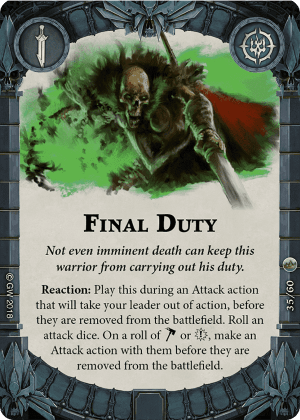 FINAL DUTY
Not even imminent death can keep this
warrior from carrying out his duty.
Reaction: Play this during an Attack action
that will take your leader out of action, before
they are removed from the battlefield. Roll an
attack dice. On a roll of or , make an
Attack action with them before they are
removed from the battlefield.
© GW 2018
35/60